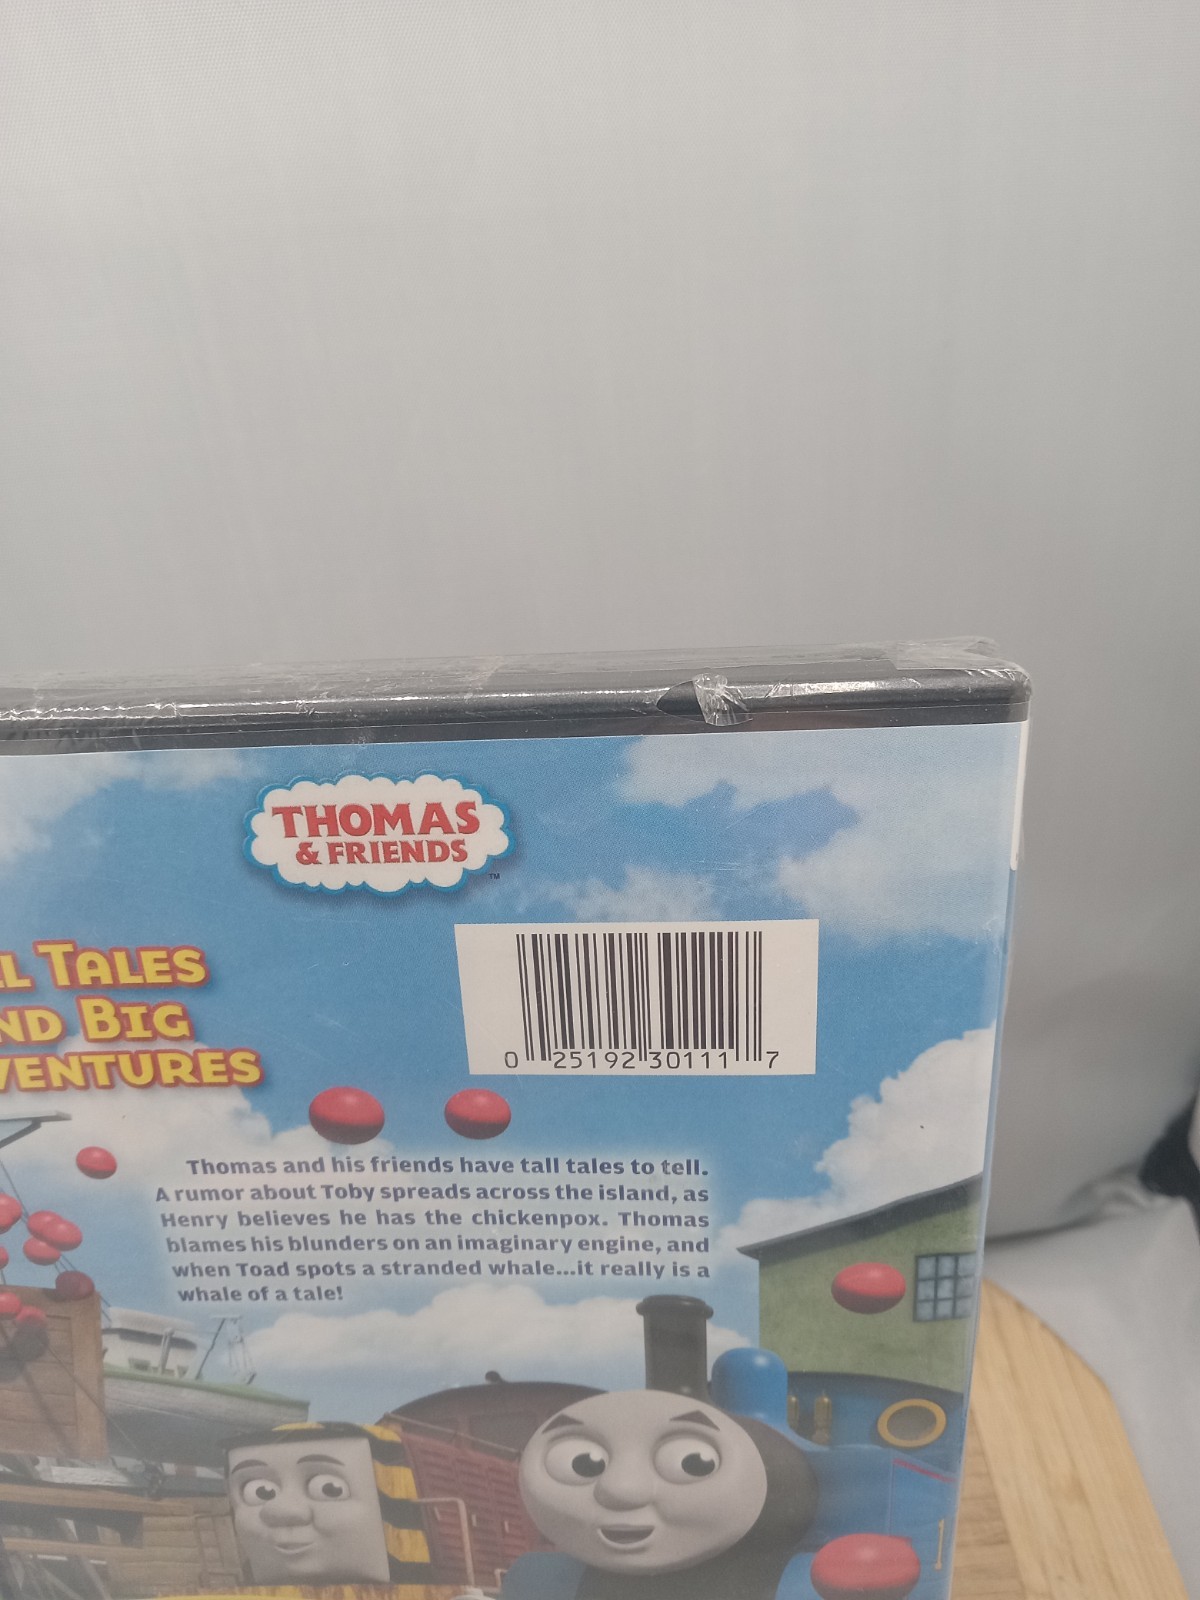 THOMAS
& FRIENDS
™
TALES
BIG
0 25192 30111 7
Thomas and his friends have tall tales to tell.
A rumor about Toby spreads across the island, as
Henry believes he has the chickenpox. Thomas
blames his blunders on an imaginary engine, and
when Toad spots a stranded whale...it really is a
whale of a tale!